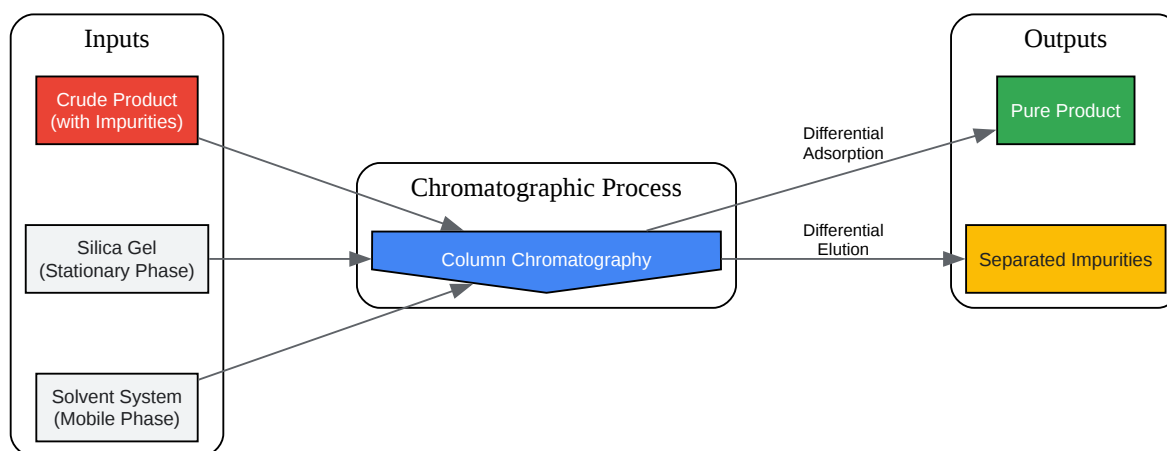 Inputs
Crude Product
(with Impurities)
Silica Gel
(Stationary Phase)
Solvent System
(Mobile Phase)
Chromatographic Process
Column Chromatography
Differential
Adsorption
Differential
Elution
Outputs
Pure Product
Separated Impurities